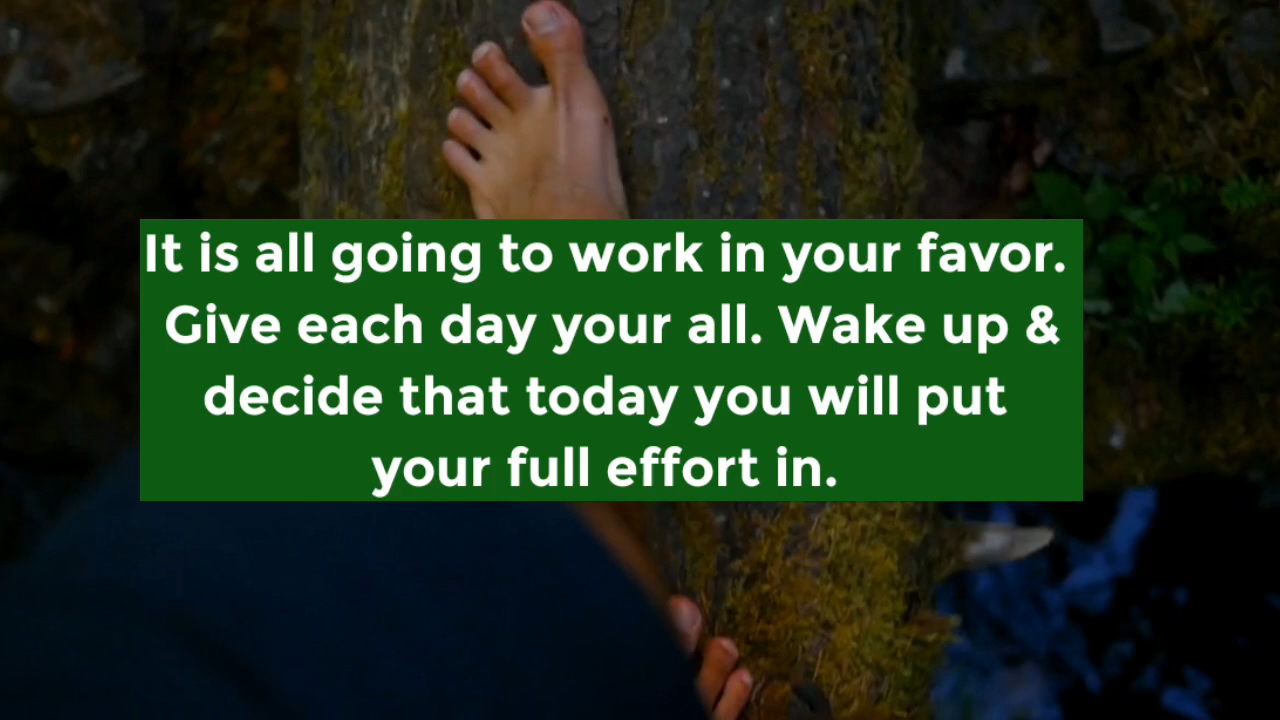 It is all going to work in your favor.
Give each day your all. Wake up &
decide that today you will put
your full effort in.